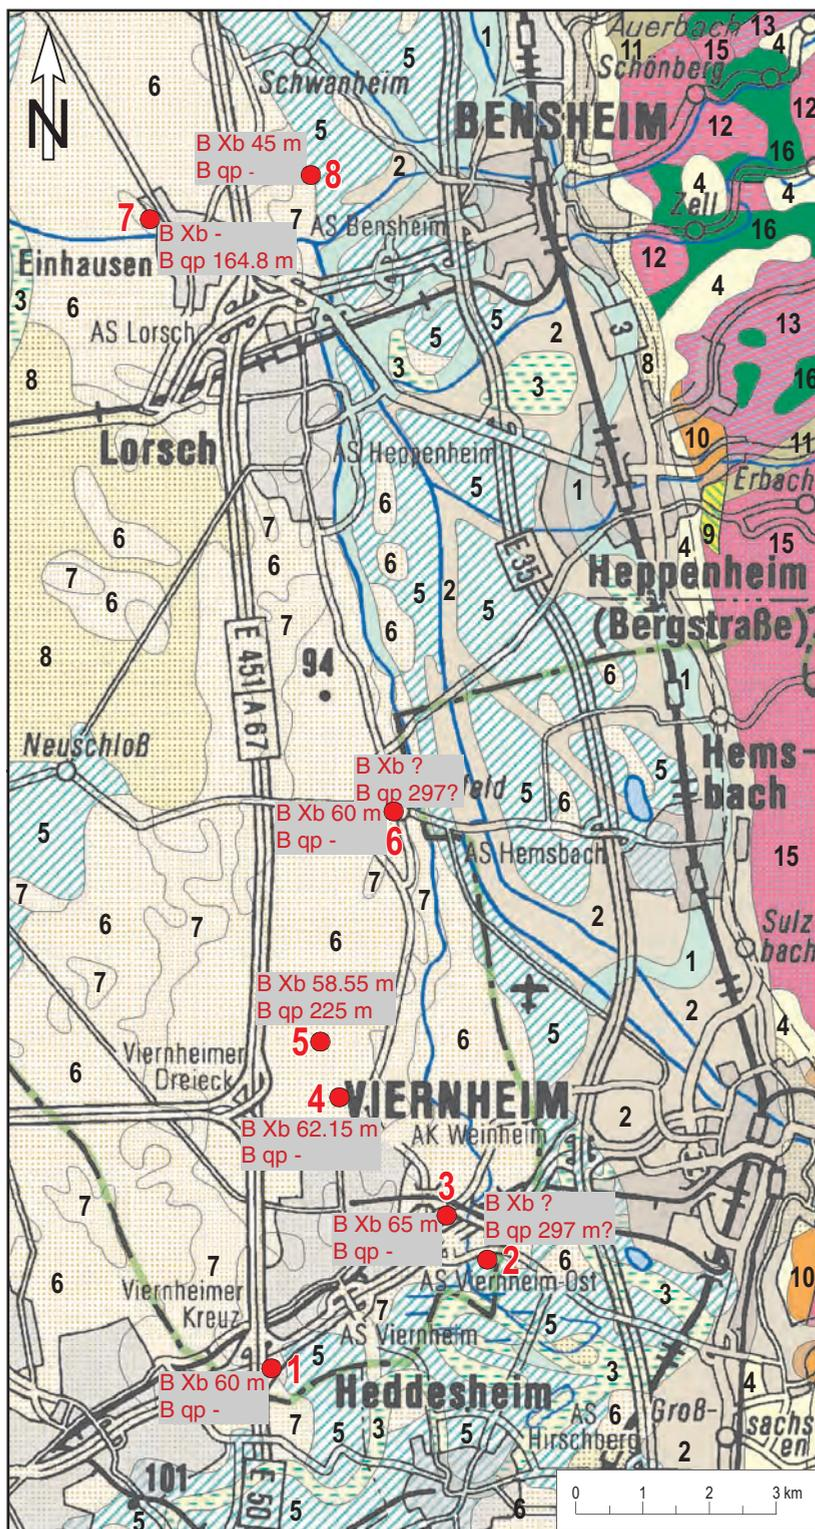 Auerbach 13
11 15 4
1
5
Schönberg
6
N
Schwanheim
5
BENSHEIM
12
12
16
B Xb 45 m
B qp -
8
2
4
4
Zell
7
7
AS Bensheim
16
B Xb -
B qp 164.8 m
12
Einhausen
4
3
6
5
5
2
3
13
AS Lorsch
8
3
8
3
16
10
11
Lorsch
AS Heppenheim
Erbach
5
1
6
6
7
9
6
4
15
7
6
E 35
Heppenheim
6
5
2
5
7
(Bergstraße)
6
E 451
A 67
8
94
6
1
Neuschloß
Hems-
bach
B Xb ?
B qp 297?
feld
5
6
5
B Xb 60 m
B qp -
6
5
AS Hemsbach
15
7
7
7
6
7
2
Sulz
bach
6
1
7
B Xb 58.55 m
B qp 225 m
2
5
5
6
4
Viernheimer
Dreieck
6
4
VIERNHEIM
2
B Xb 62.15 m
B qp -
AK Weinheim
3
7
B Xb ?
B qp 297 m?
B Xb 65 m
B qp -
2
7
6
10
6
Viernheimer
Kreuz
AS Viernheim-Ost
3
7
5
AS Viernheim
5
1
3
B Xb 60 m
B qp -
Heddesheim
4
7
5
3
5
AS
Hirschberg
6
Groß-
sachs
en
2
101
E 50
5
5
6
0 1 2 3 km